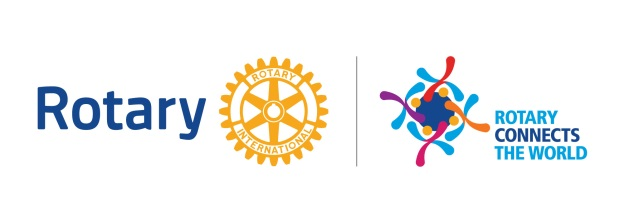 Rotary
ROTARY
INTERNATIONAL
ROTARY
CONNECTS
THE WORLD